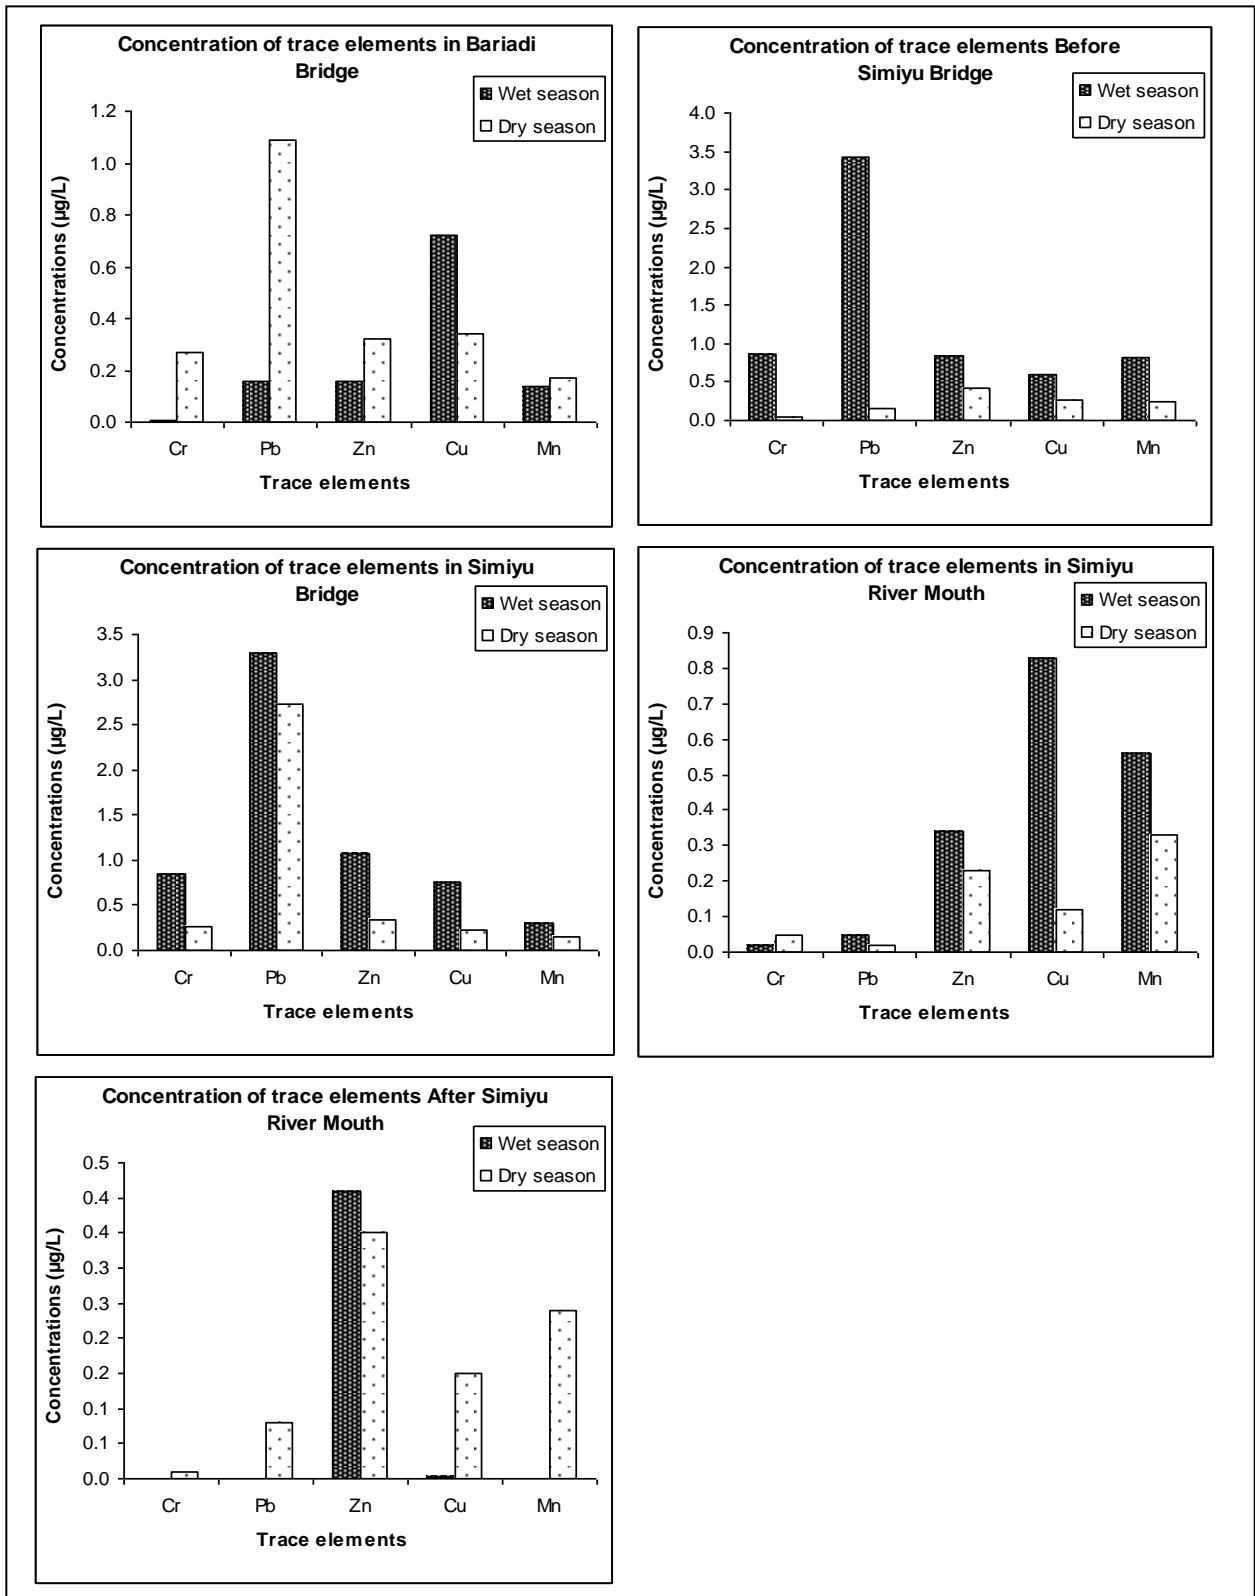 Concentration of trace elements in Bariadi
Bridge
Wet season
Dry season
Concentrations (µg/L)
1.2
1.0
0.8
0.6
0.4
0.2
0.0
Cr Pb Zn Cu Mn
Trace elements
Concentration of trace elements Before
Simiyu Bridge
Wet season
Dry season
Concentrations (µg/L)
4.0
3.5
3.0
2.5
2.0
1.5
1.0
0.5
0.0
Cr Pb Zn Cu Mn
Trace elements
Concentration of trace elements in Simiyu
Bridge
Wet season
Dry season
Concentrations (µg/L)
3.5
3.0
2.5
2.0
1.5
1.0
0.5
0.0
Cr Pb Zn Cu Mn
Trace elements
Concentration of trace elements in Simiyu
River Mouth
Wet season
Dry season
Concentrations (µg/L)
0.9
0.8
0.7
0.6
0.5
0.4
0.3
0.2
0.1
0.0
Cr Pb Zn Cu Mn
Trace elements
Concentration of trace elements After Simiyu
River Mouth
Wet season
Dry season
Concentrations (µg/L)
0.5
0.4
0.4
0.3
0.3
0.2
0.2
0.1
0.1
0.0
Cr Pb Zn Cu Mn
Trace elements